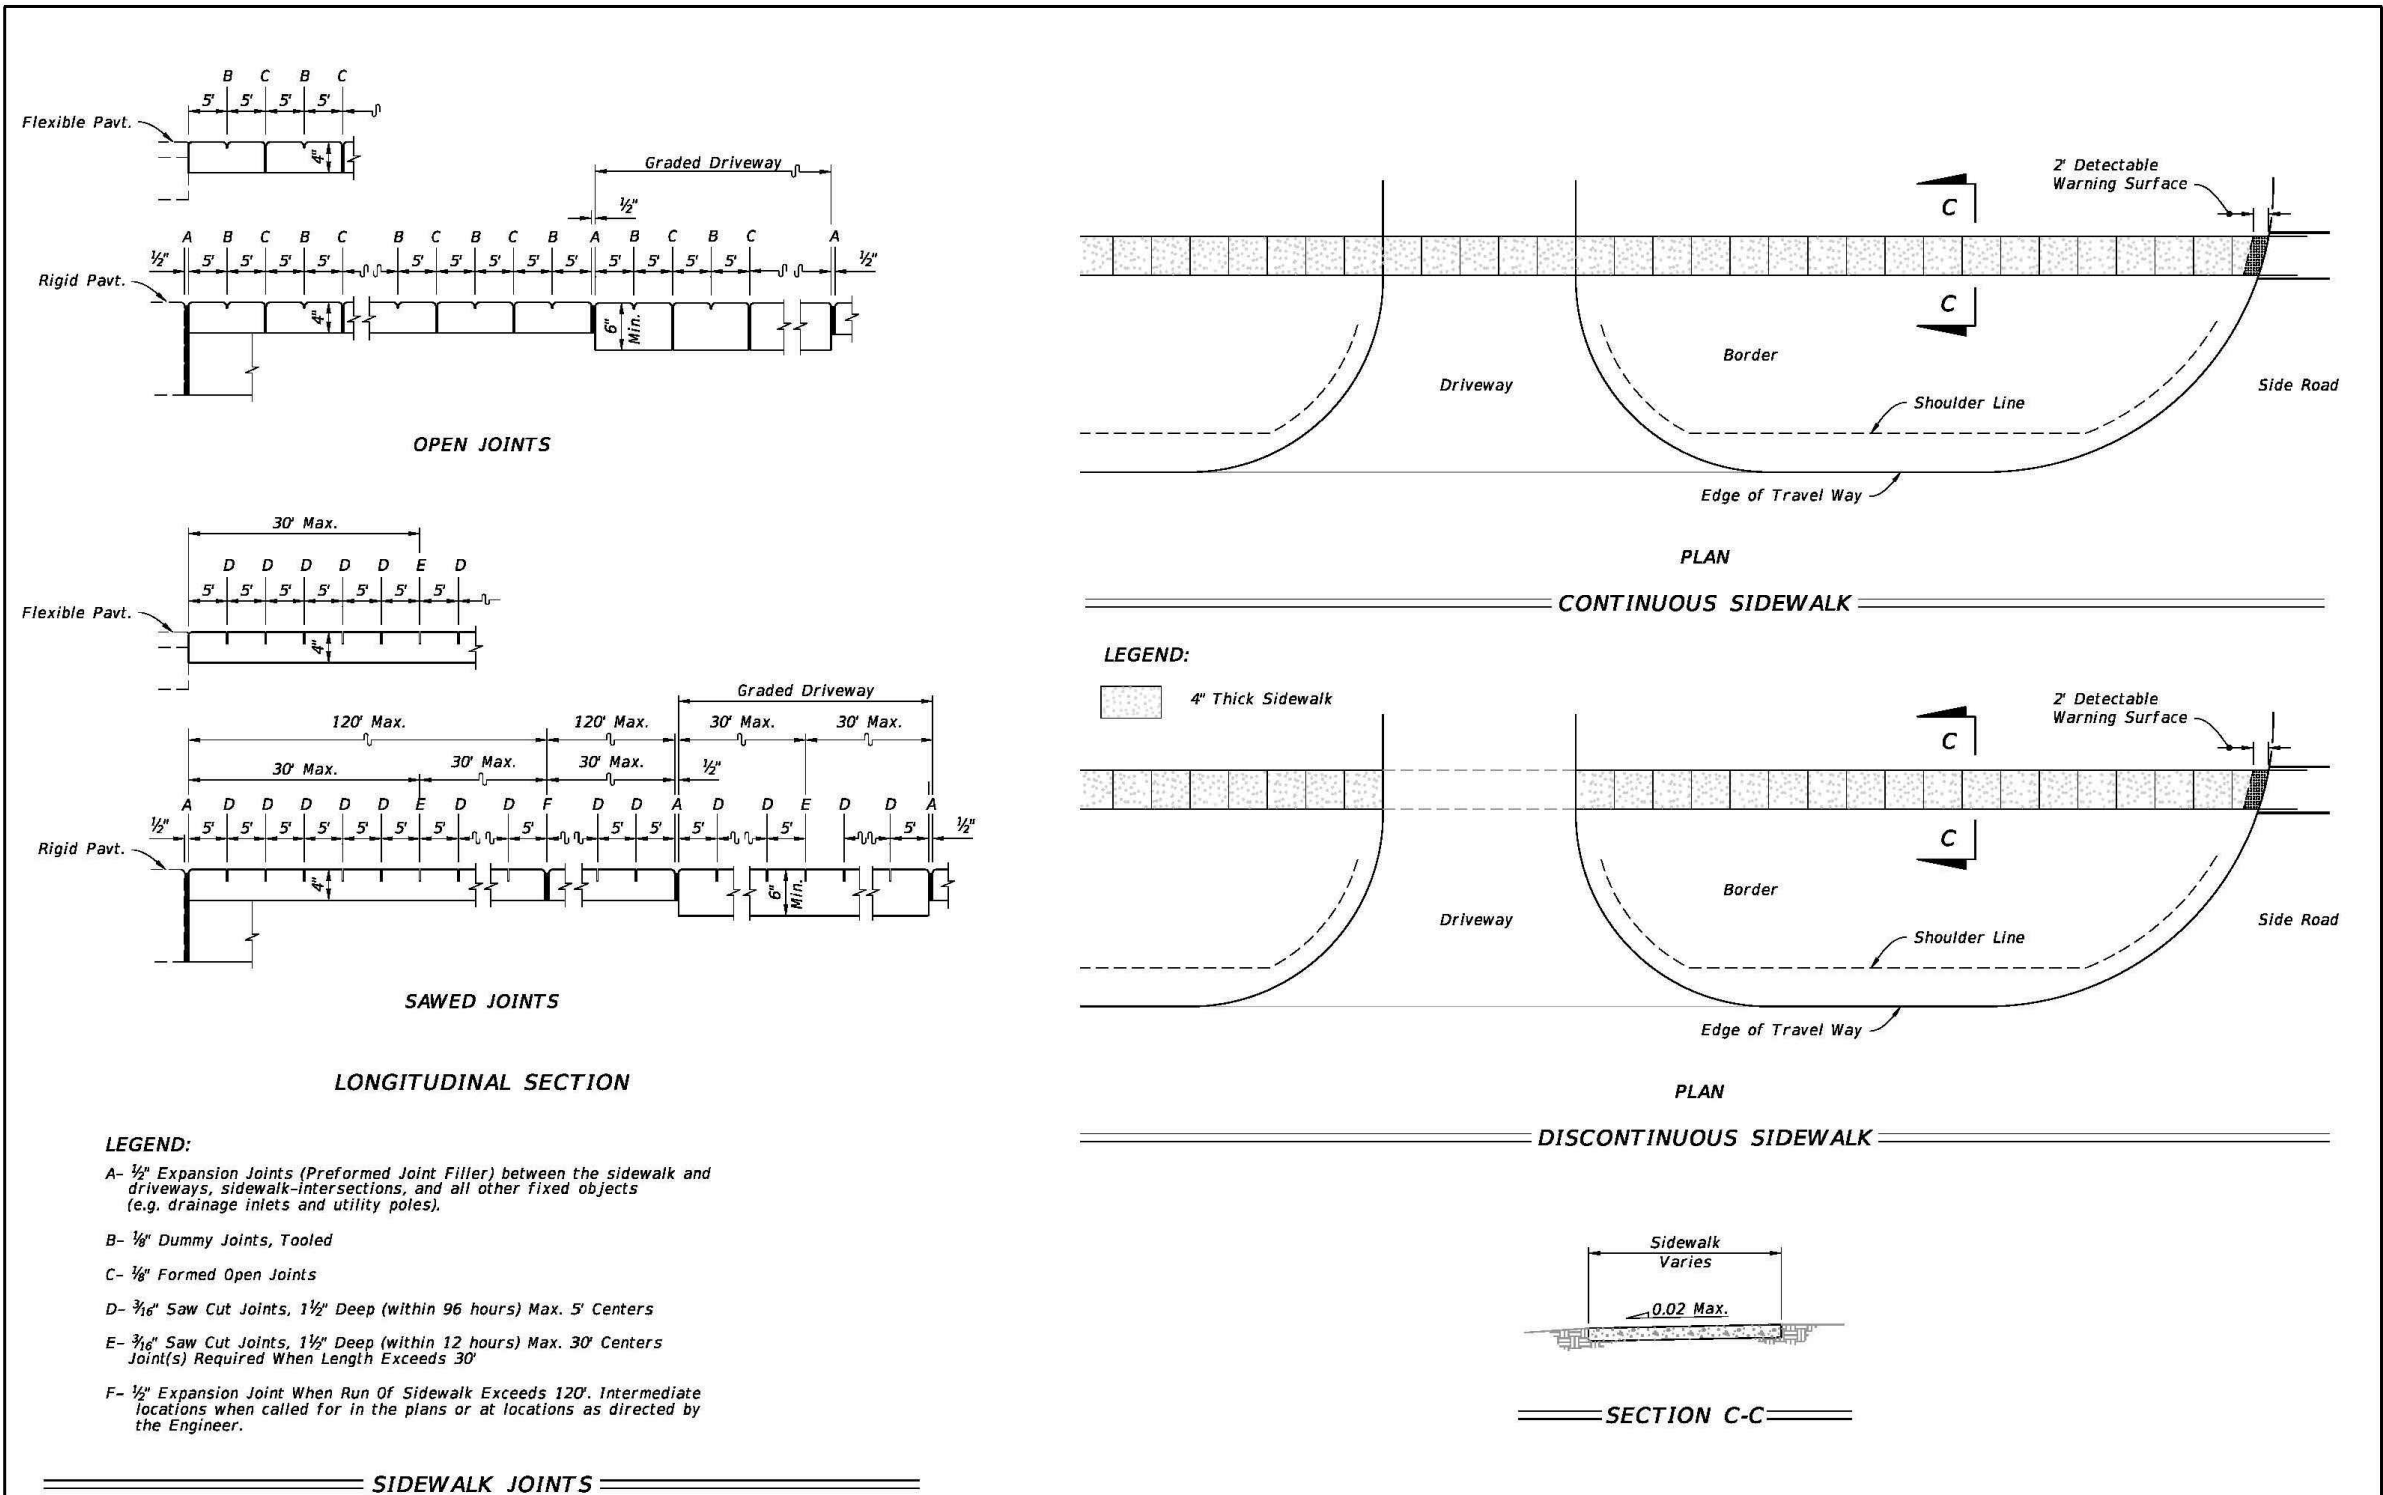 B C B C
5' 5' 5' 5'
Flexible Pavt.
4"
Graded Driveway
½"
A B C B C B C B C B A B C B C A
½" 5' 5' 5' 5' 5' 5' 5' 5' 5' 5' 5' 5' 5' ½"
Rigid Pavt.
4"
6" Min.
OPEN JOINTS
30' Max.
D D D D D E D
5' 5' 5' 5' 5' 5' 5'
Flexible Pavt.
4"
Graded Driveway
120' Max. 120' Max. 30' Max. 30' Max.
30' Max. 30' Max. 30' Max. ½"
A D D D D D E D D F D D A D D E D D A
½" 5' 5' 5' 5' 5' 5' 5' 5' 5' 5' 5' 5' 5' ½"
Rigid Pavt.
4"
6" Min.
SAWED JOINTS
LONGITUDINAL SECTION
LEGEND:
A- ½" Expansion Joints (Preformed Joint Filler) between the sidewalk and
driveways, sidewalk-intersections, and all other fixed objects
(e.g. drainage inlets and utility poles).
B- ⅛" Dummy Joints, Tooled
C- ⅛" Formed Open Joints
D- 3/16" Saw Cut Joints, 1½" Deep (within 96 hours) Max. 5' Centers
E- 3/16" Saw Cut Joints, 1½" Deep (within 12 hours) Max. 30' Centers
Joint(s) Required When Length Exceeds 30'
F- ½" Expansion Joint When Run Of Sidewalk Exceeds 120'. Intermediate
locations when called for in the plans or at locations as directed by
the Engineer.
SIDEWALK JOINTS
2' Detectable
Warning Surface
C
C
Border
Driveway
Side Road
Shoulder Line
Edge of Travel Way
PLAN
CONTINUOUS SIDEWALK
LEGEND:
4" Thick Sidewalk
2' Detectable
Warning Surface
C
C
Border
Driveway
Side Road
Shoulder Line
Edge of Travel Way
PLAN
DISCONTINUOUS SIDEWALK
Sidewalk
Varies
0.02 Max.
SECTION C-C